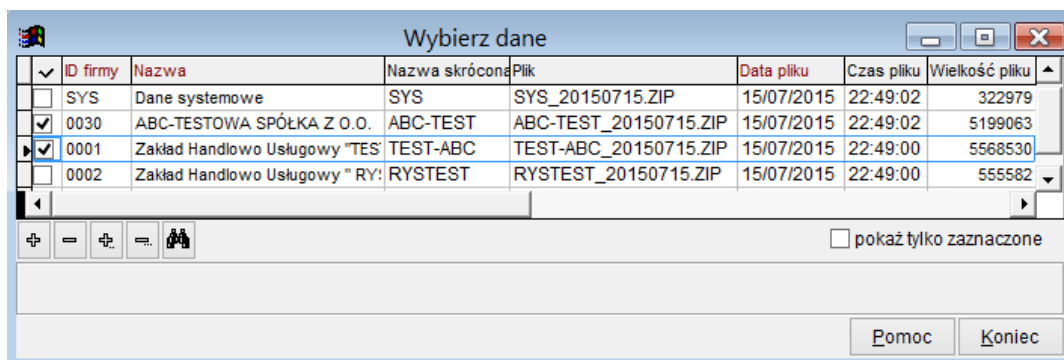 Wybierz dane
ID firmy Nazwa Nazwa skrócona Plik Data pliku Czas pliku Wielkość pliku
SYS Dane systemowe SYS SYS_20150715.ZIP 15/07/2015 22:49:02 322979
0030 ABC-TESTOWA SPÓŁKA Z O.O. ABC-TEST ABC-TEST_20150715.ZIP 15/07/2015 22:49:02 5199063
0001 Zakład Handlowo Usługowy "TES TEST-ABC TEST-ABC_20150715.ZIP 15/07/2015 22:49:00 5568530
0002 Zakład Handlowo Usługowy " RYS RYSTEST RYSTEST_20150715.ZIP 15/07/2015 22:49:00 555582
pokaż tylko zaznaczone
Pomoc Koniec